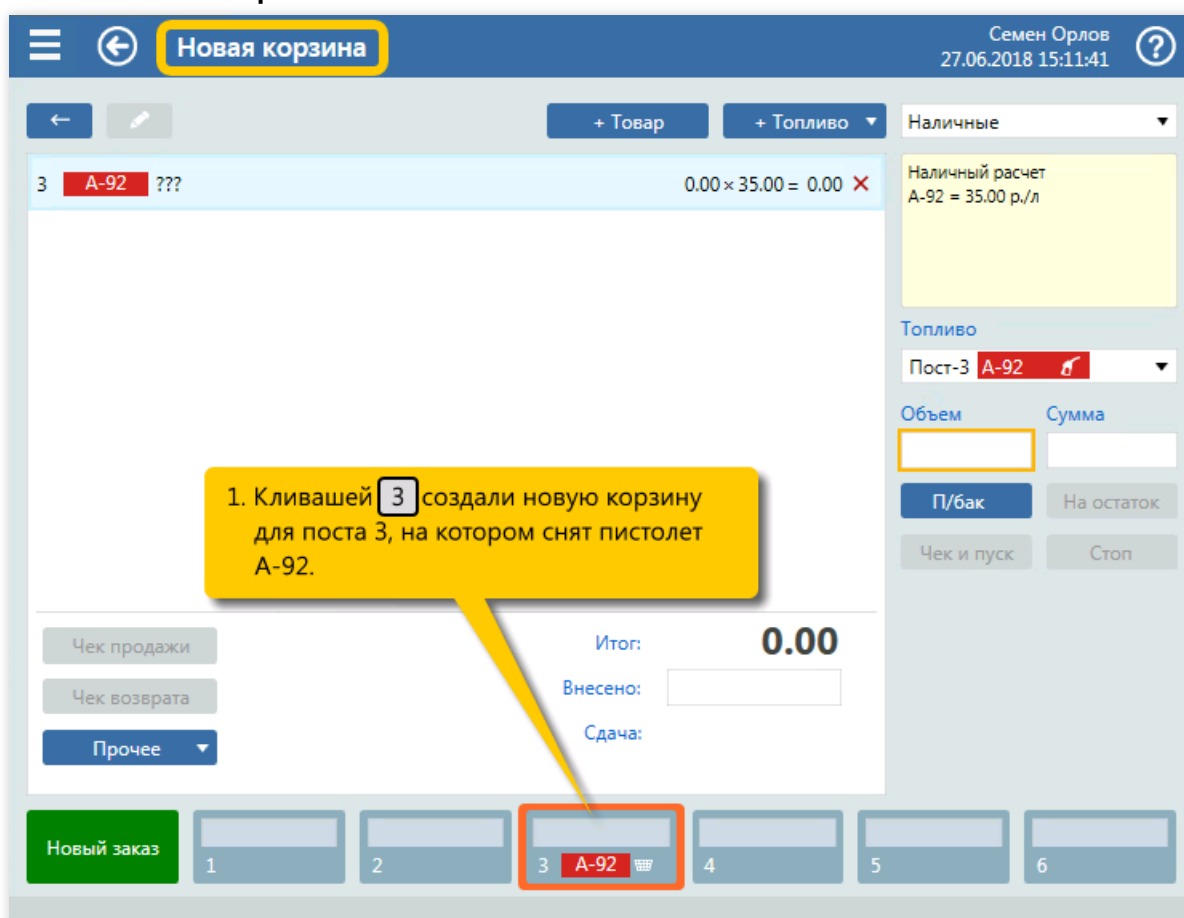 Новая корзина
Семен Орлов
27.06.2018 15:11:41
+ Товар
+ Топливо
Наличные
3 А-92 ??? 0.00 × 35.00 = 0.00
Наличный расчет
А-92 = 35.00 р./л
Топливо
Пост-3 А-92
Объем Сумма
1. Кливашей 3 создали новую корзину
для поста 3, на котором снят пистолет
А-92.
П/бак На остаток
Чек и пуск Стоп
Чек продажи
Итог: 0.00
Чек возврата
Внесено:
Прочее
Сдача:
Новый заказ
1
2
3 А-92
4
5
6